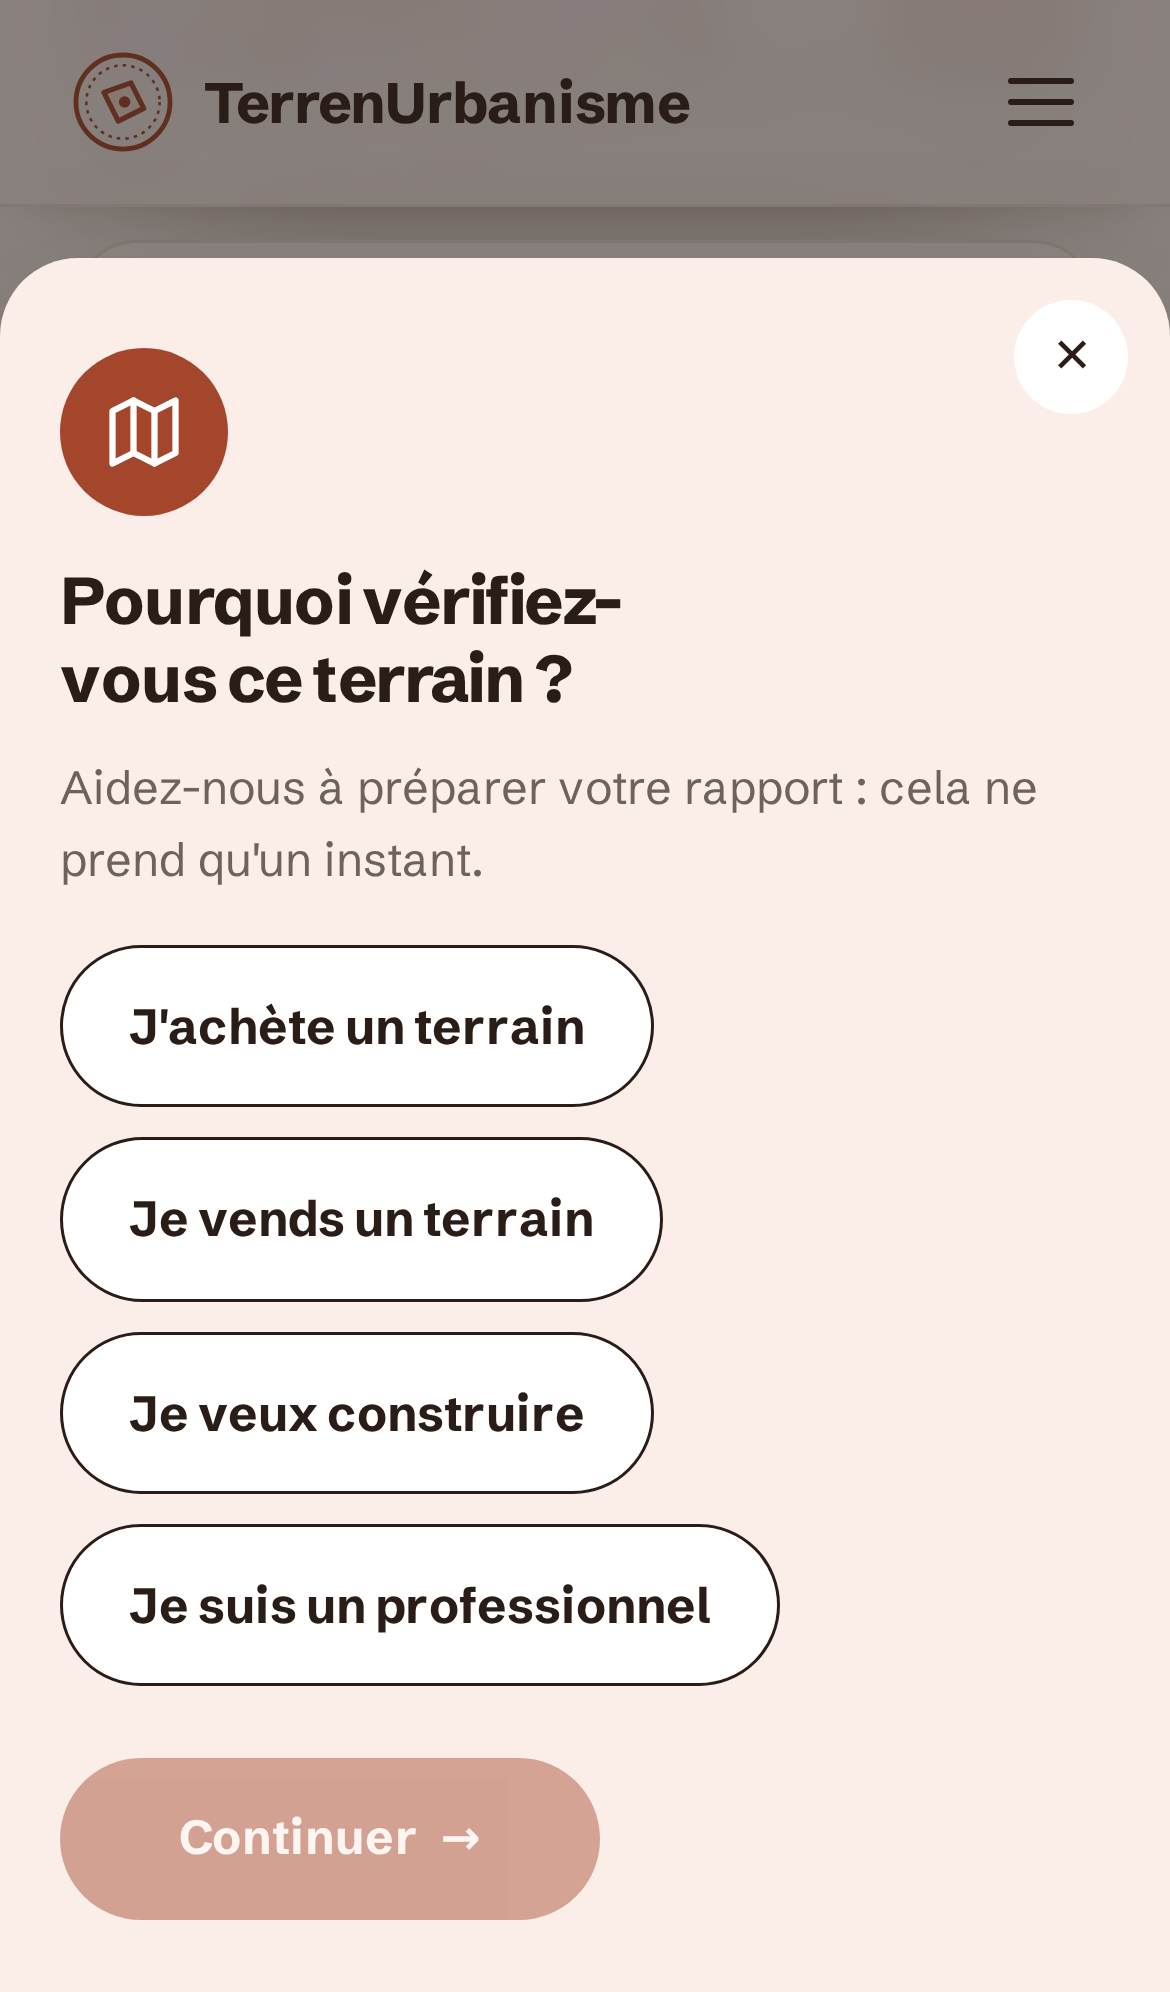 TerrenUrbanisme
Pourquoi vérifiez-
vous ce terrain ?
Aidez-nous à préparer votre rapport : cela ne
prend qu'un instant.
J'achète un terrain
Je vends un terrain
Je veux construire
Je suis un professionnel
Continuer →